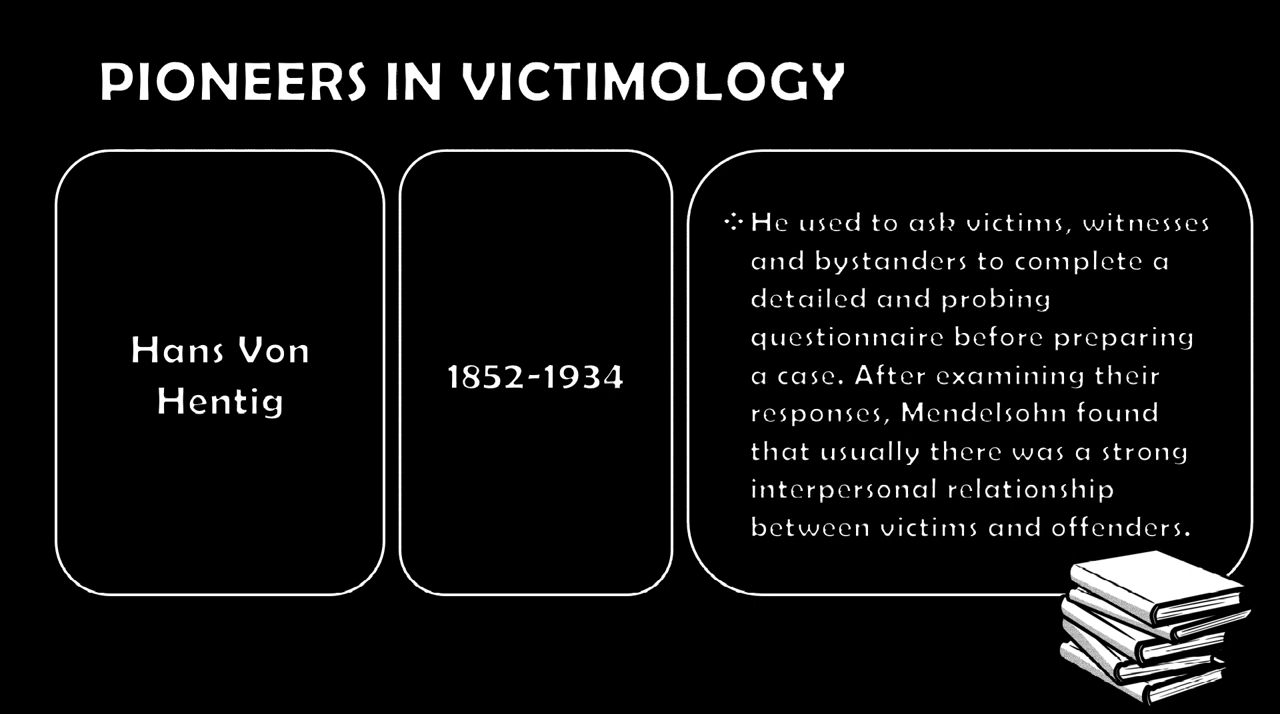 PIONEERS IN VICTIMOLOGY
Hans Von
Hentig
1852-1934
❖ He used to ask victims, witnesses
and bystanders to complete a
detailed and probing
questionnaire before preparing
a case. After examining their
responses, Mendelsohn found
that usually there was a strong
interpersonal relationship
between victims and offenders.